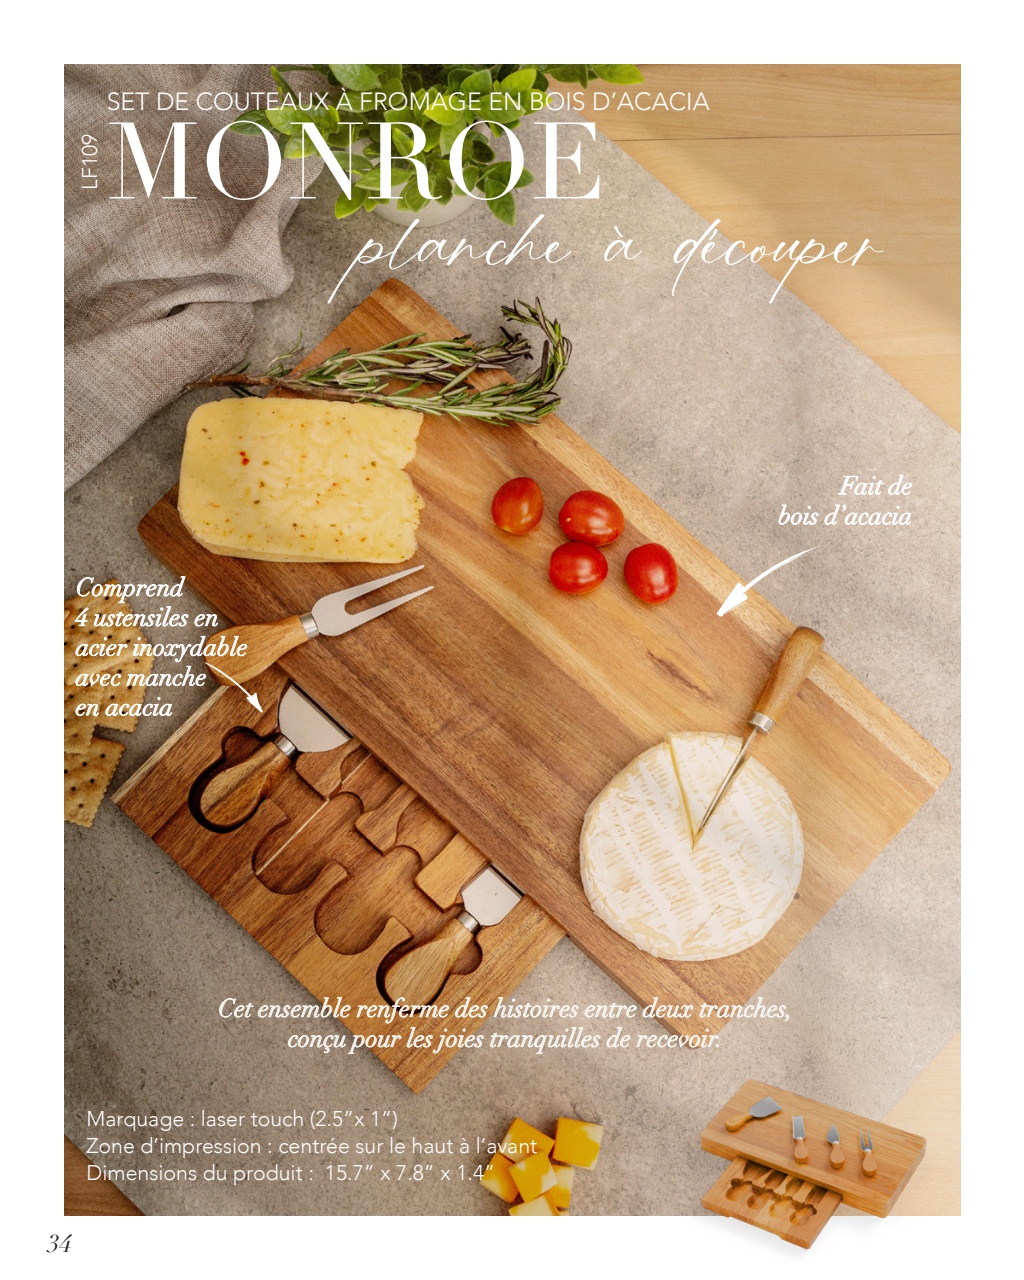 SET DE COUTEAUX À FROMAGE EN BOIS D’ACACIA
LF109
MONROE
planche à découper
Fait de
bois d’acacia
Comprend
4 ustensiles en
acier inoxydable
avec manche
en acacia
Cet ensemble renferme des histoires entre deux tranches,
conçu pour les joies tranquilles de recevoir.
Marquage : laser touch (2.5”x 1”)
Zone d’impression : centrée sur le haut à l’avant
Dimensions du produit :  15.7” x 7.8” x 1.4”
34